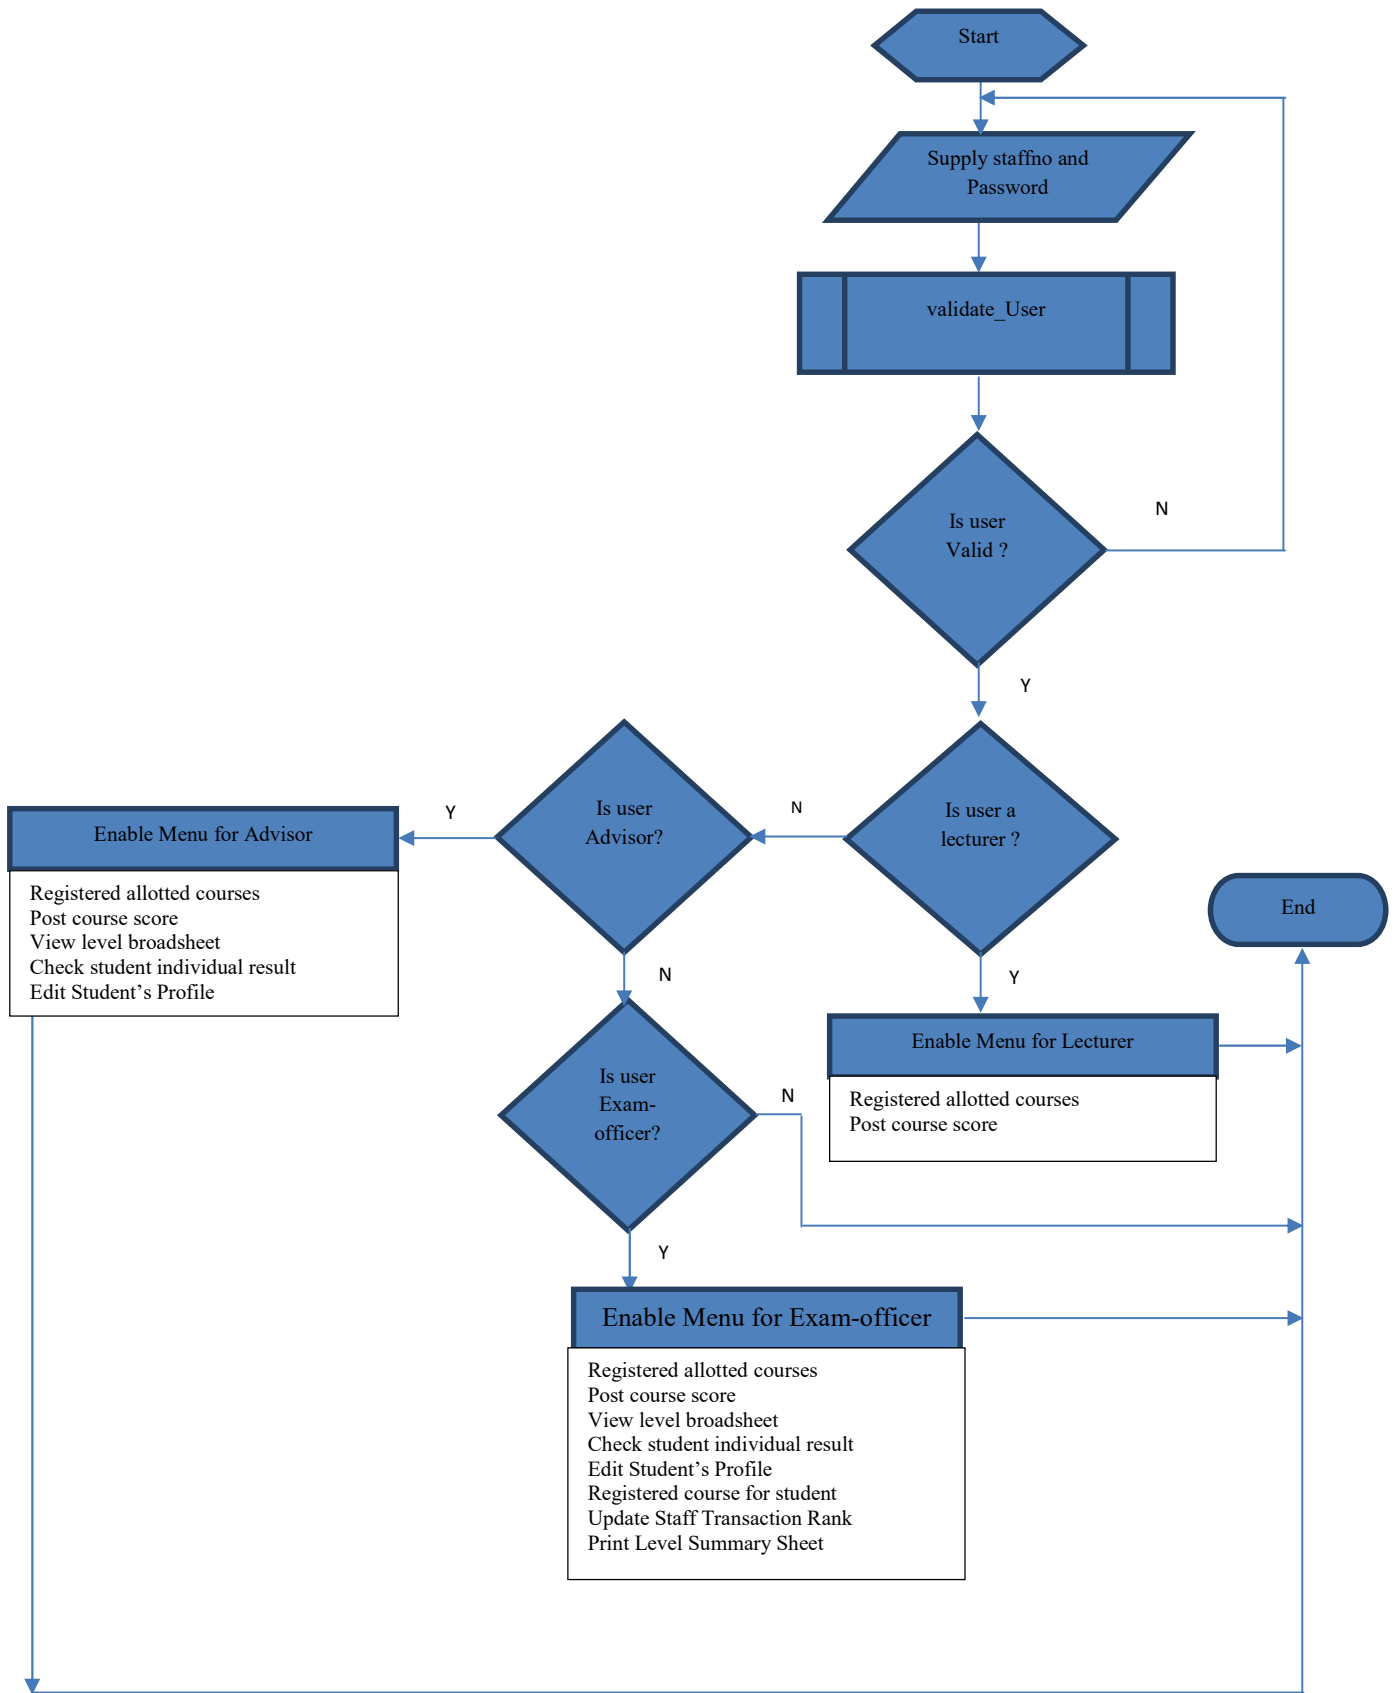 Start
Supply staffno and
Password
validate_User
Is user
Valid ?
N
Y
Is user a
lecturer ?
N
Is user
Advisor?
Y
Enable Menu for Advisor
Registered allotted courses
Post course score
View level broadsheet
Check student individual result
Edit Student’s Profile
End
N
Y
Enable Menu for Lecturer
Registered allotted courses
Post course score
Is user
Exam-
officer?
N
Y
Enable Menu for Exam-officer
Registered allotted courses
Post course score
View level broadsheet
Check student individual result
Edit Student’s Profile
Registered course for student
Update Staff Transaction Rank
Print Level Summary Sheet